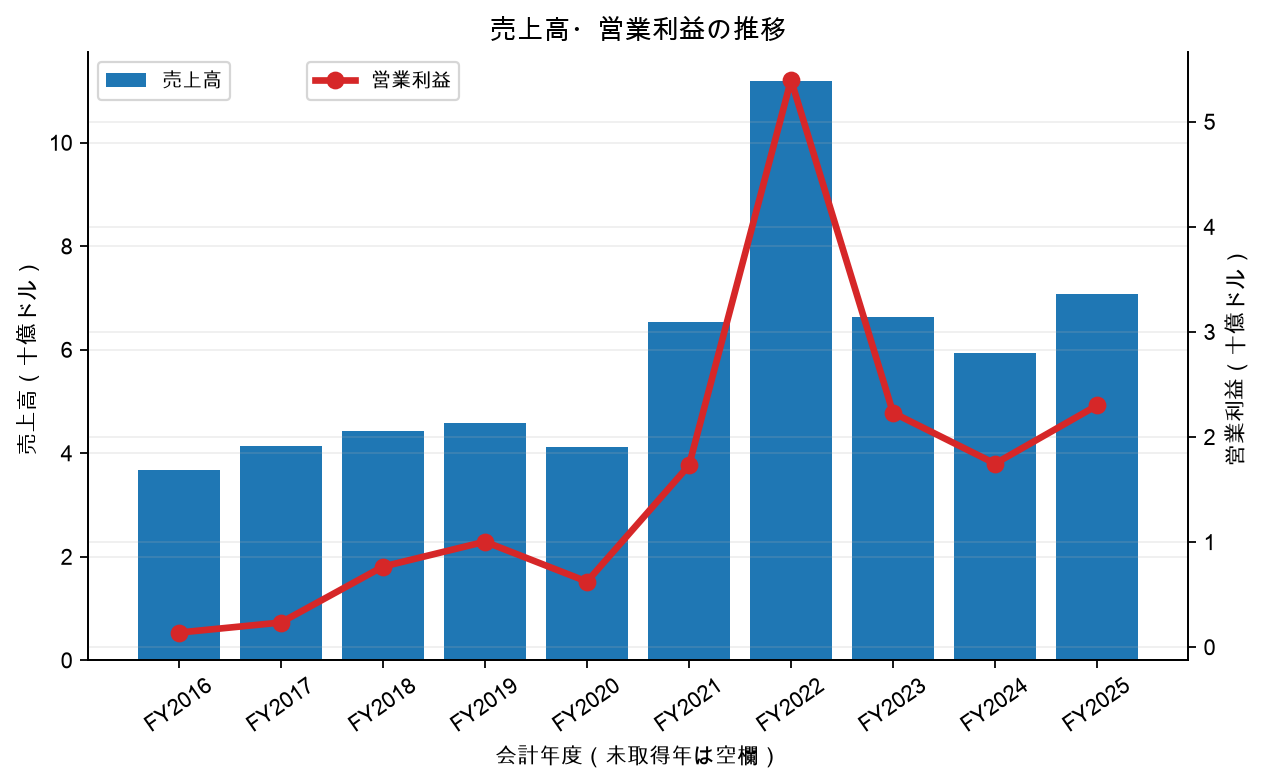 売上高・営業利益の推移
売上高
営業利益
10
8
6
4
2
0
売上高(十億ドル)
5
4
3
2
1
0
営業利益(十億ドル)
FY2016
FY2017
FY2018
FY2019
FY2020
FY2021
FY2022
FY2023
FY2024
FY2025
会計年度(未取得年は空欄)